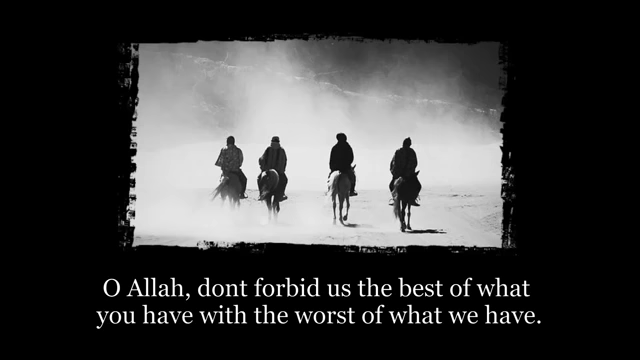 O Allah, dont forbid us the best of what
you have with the worst of what we have.